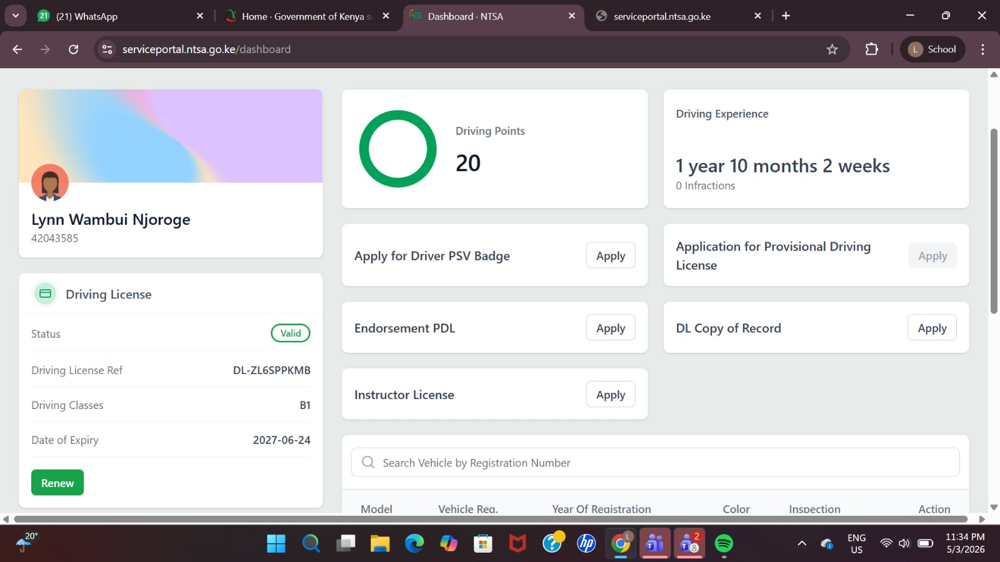 21
(21) WhatsApp
Home · Government of Kenya s
Dashboard · NTSA
serviceportal.ntsa.go.ke
serviceportal.ntsa.go.ke/dashboard
L
School
Lynn Wambui Njoroge
42043585
Driving Points
20
Driving Experience
1 year 10 months 2 weeks
0 Infractions
Apply for Driver PSV Badge
Apply
Application for Provisional Driving
License
Apply
Driving License
Status
Valid
Endorsement PDL
Apply
DL Copy of Record
Apply
Driving License Ref
DL-ZL6SPPKMB
Driving Classes
B1
Instructor License
Apply
Date of Expiry
2027-06-24
Renew
Search Vehicle by Registration Number
Model
Vehicle Reg.
Year Of Registration
Color
Inspection
Action
20°
hp
L
T
T
2
ENG
US
11:34 PM
5/3/2026